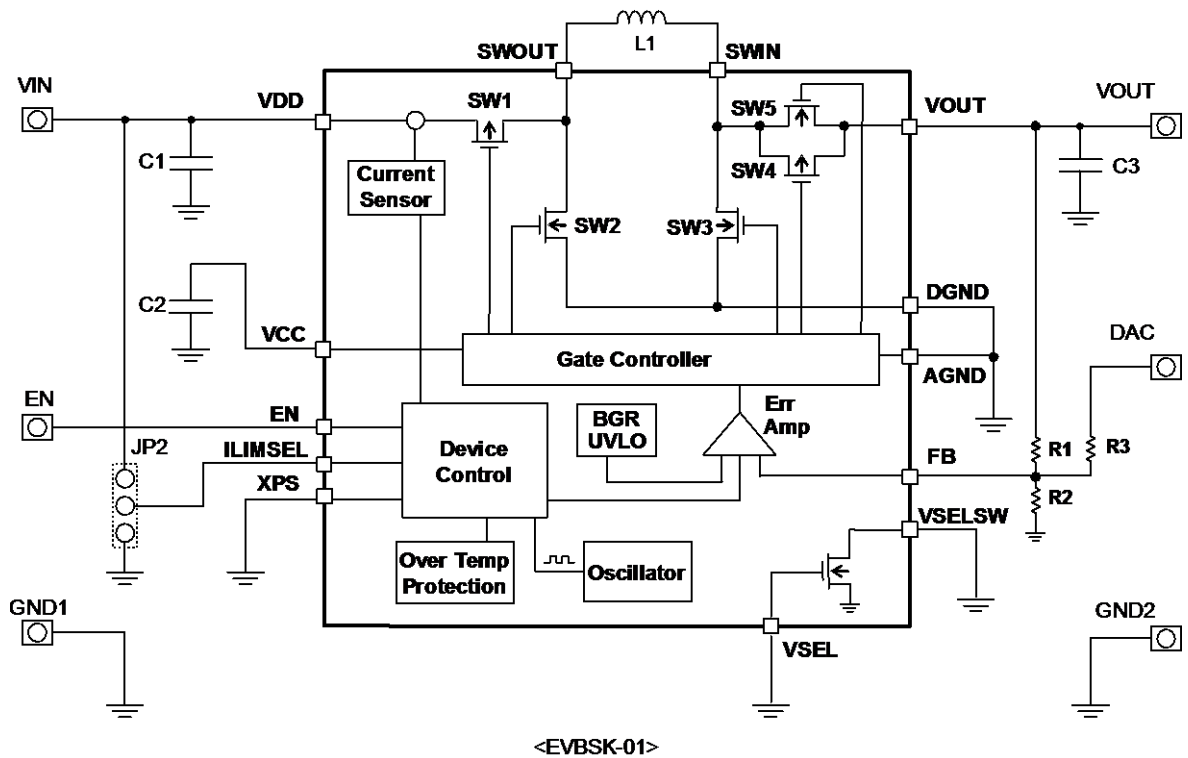 L1
SWOUT
SWIN
VIN
VDD
SW1
SW5
VOUT
VOUT
C1
Current
Sensor
SW4
C3
SW2
SW3
C2
DGND
VCC
Gate Controller
DAC
AGND
EN
EN
BGR
UVLO
Err
Amp
JP2
ILIMSEL
Device
Control
FB
R1
R3
XPS
R2
VSELSW
Over Temp
Protection
Oscillator
GND1
GND2
VSEL
<EVBSK-01>